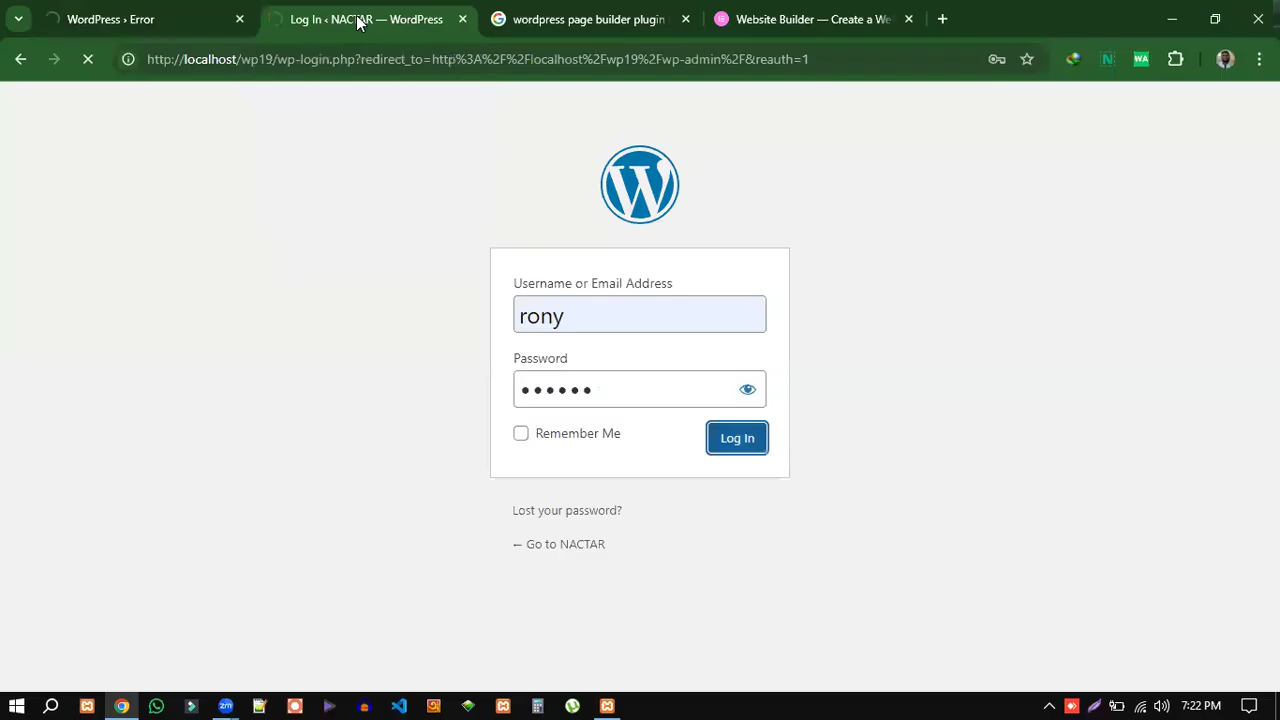 WordPress › Error
Log In ‹ NACTAR — WordPress
wordpress page builder plugin
Website Builder — Create a We
http://localhost/wp19/wp-login.php?redirect_to=http%3A%2F%2Flocalhost%2Fwp19%2Fwp-admin%2F&reauth=1
Username or Email Address
rony
Password
Remember Me
Log In
Lost your password?
← Go to NACTAR
7:22 PM